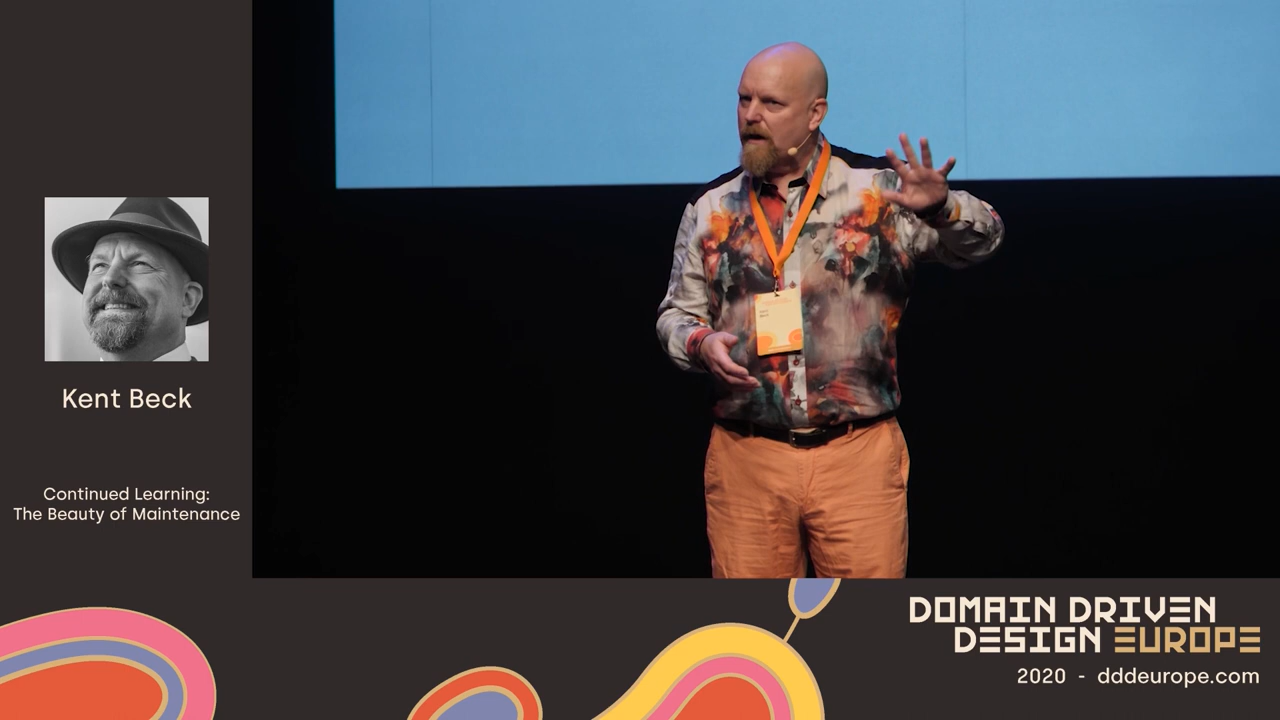 Kent Beck
Continued Learning:
The Beauty of Maintenance
DOMAIN DRIVEN
DESIGN EUROPE
2020 - dddeurope.com